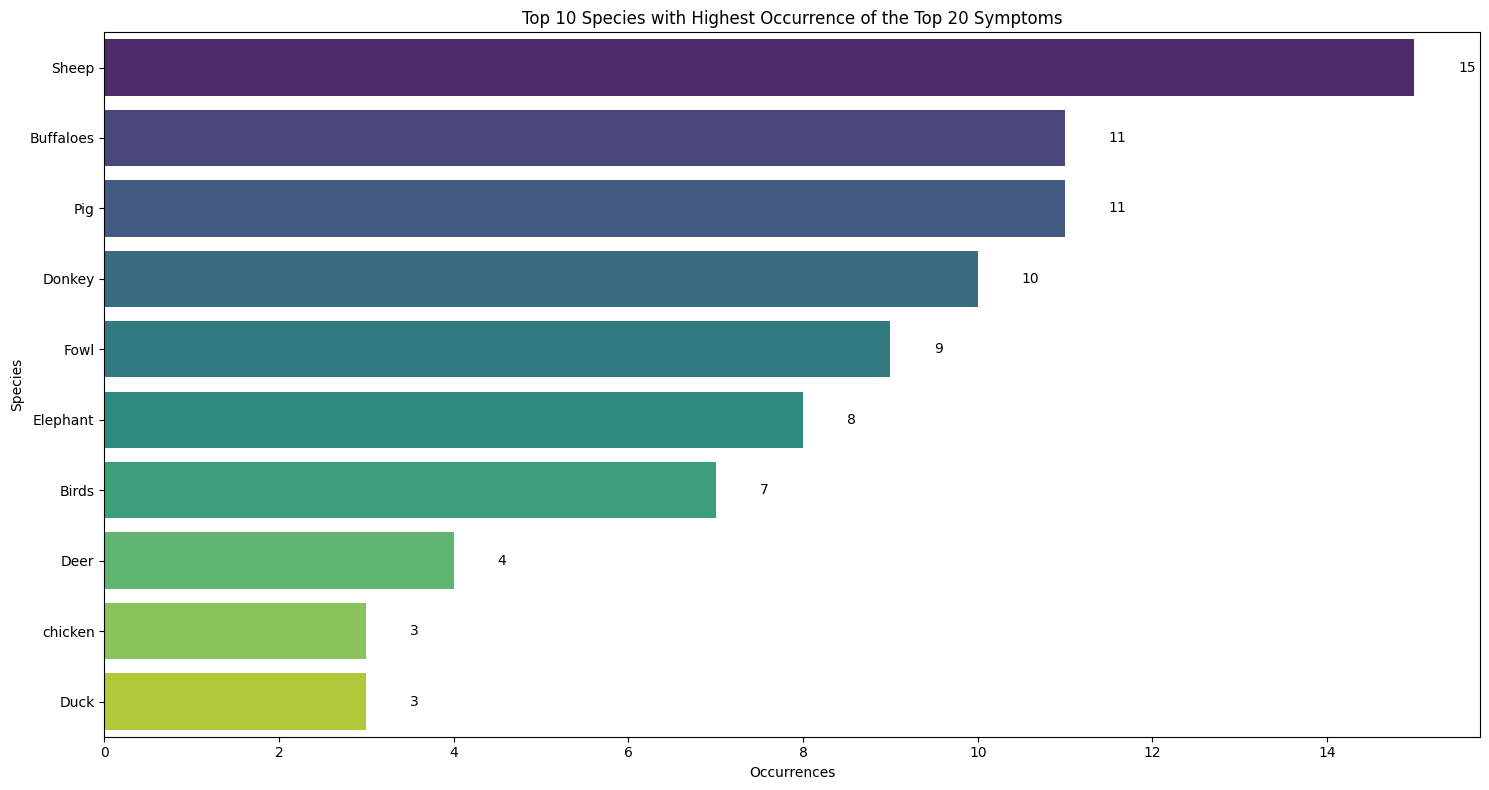 Top 10 Species with Highest Occurrence of the Top 20 Symptoms
Species
Sheep 15
Buffaloes 11
Pig 11
Donkey 10
Fowl 9
Elephant 8
Birds 7
Deer 4
chicken 3
Duck 3
0 2 4 6 8 10 12 14
Occurrences